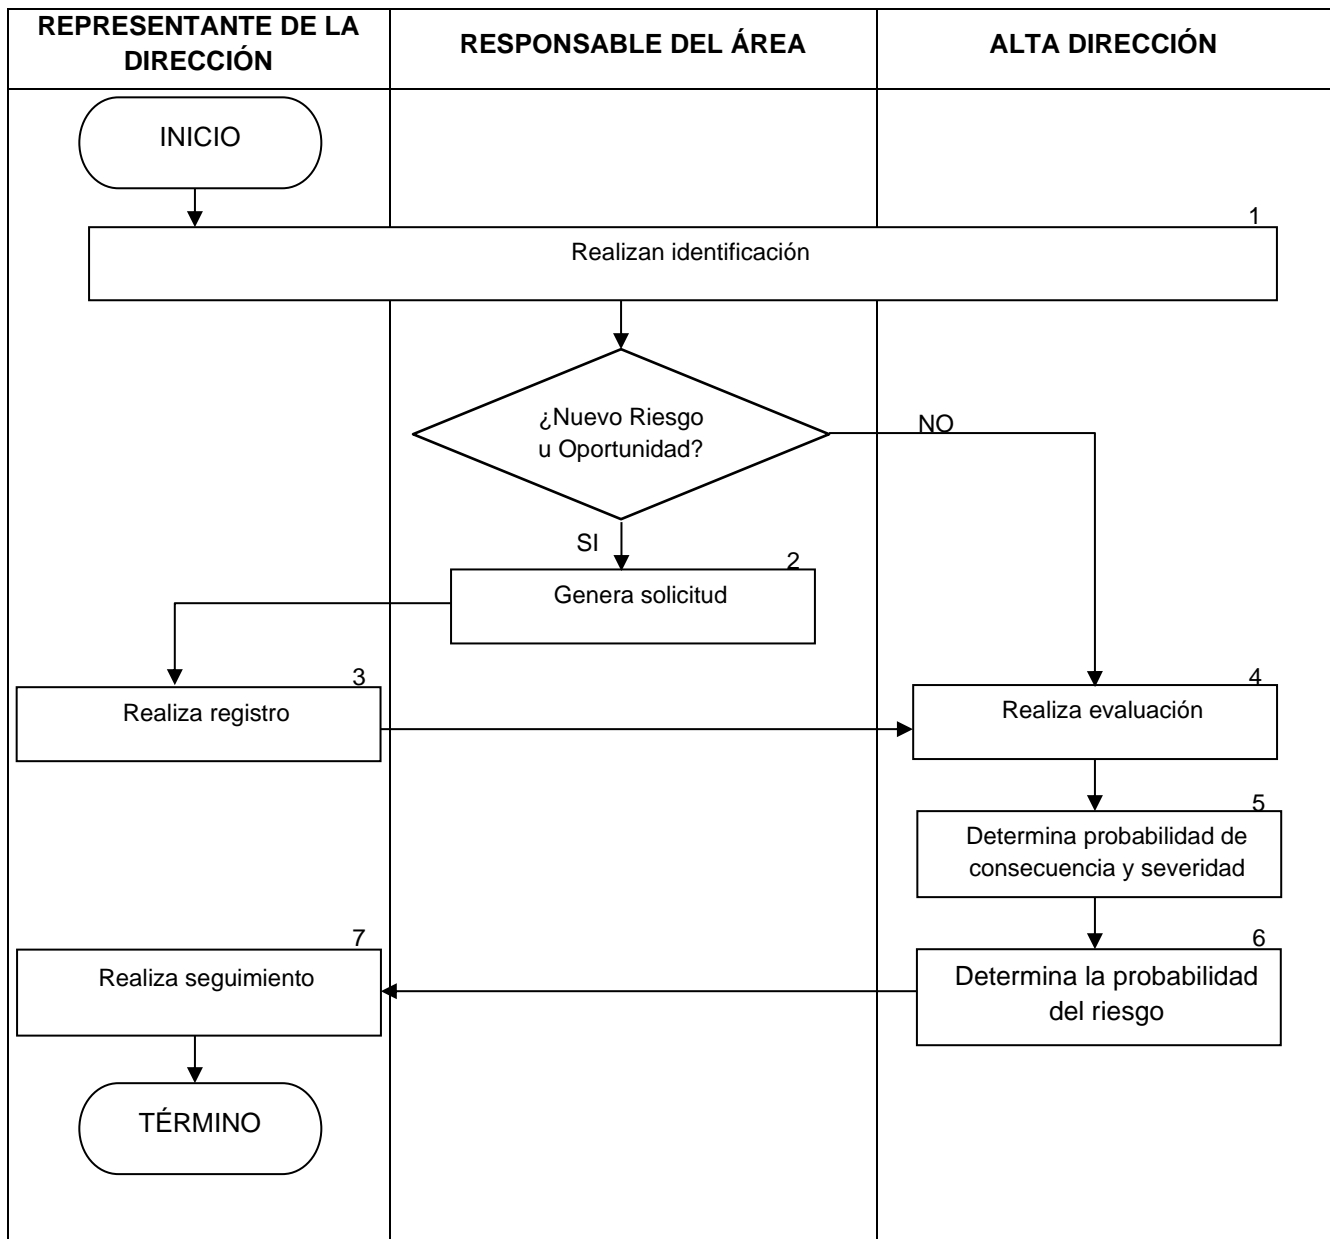 REPRESENTANTE DE LA
DIRECCIÓN
RESPONSABLE DEL ÁREA
ALTA DIRECCIÓN
INICIO
1
Realizan identificación
¿Nuevo Riesgo
u Oportunidad?
NO
SI
2
Genera solicitud
3
Realiza registro
4
Realiza evaluación
5
Determina probabilidad de
consecuencia y severidad
6
Determina la probabilidad
del riesgo
7
Realiza seguimiento
TÉRMINO